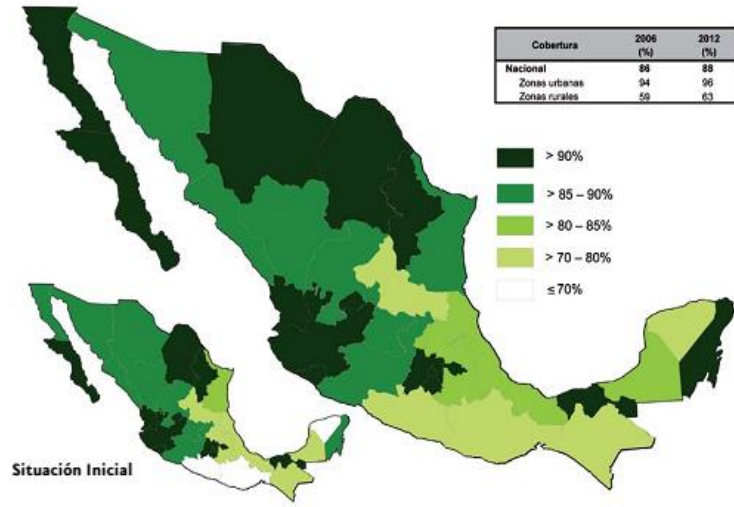 Cobertura 2006 (%) 2012 (%)
Nacional 86 88
Zonas urbanas 94 96
Zonas rurales 59 63
> 90%
> 85 – 90%
> 80 – 85%
> 70 – 80%
≤ 70%
Situación Inicial